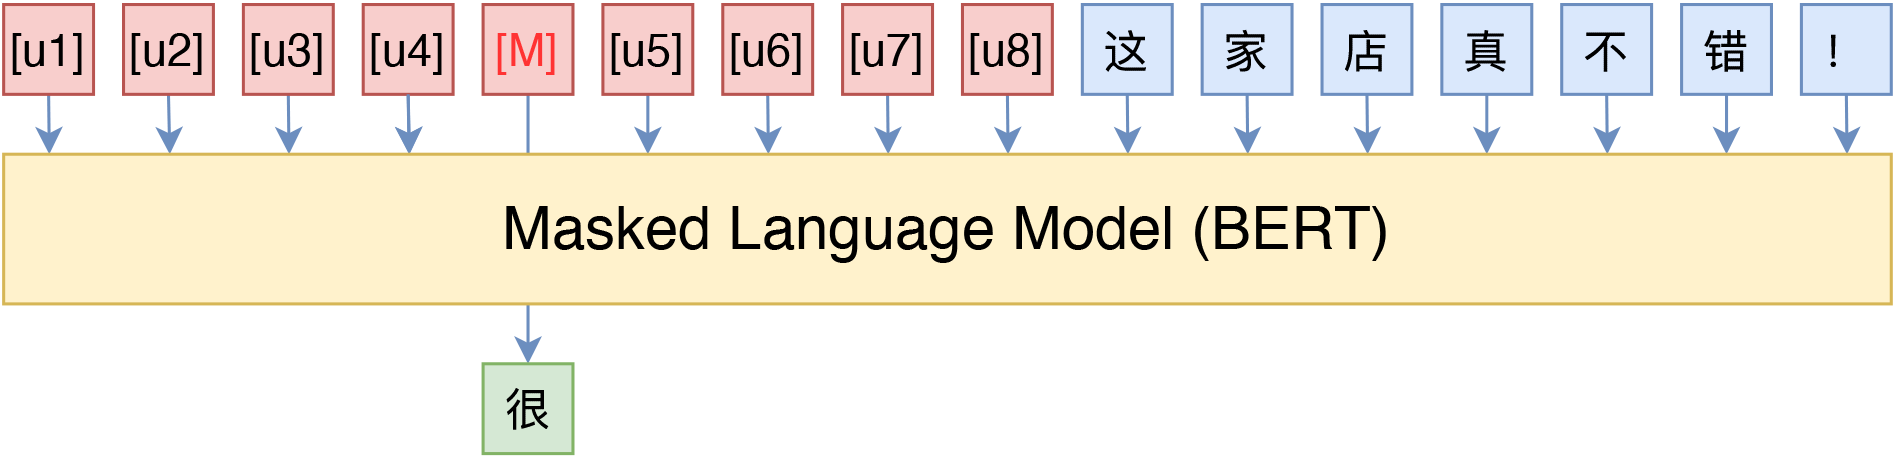 [u1] [u2] [u3] [u4] [M] [u5] [u6] [u7] [u8] 这 家 店 真 不 错 !
Masked Language Model (BERT)
很